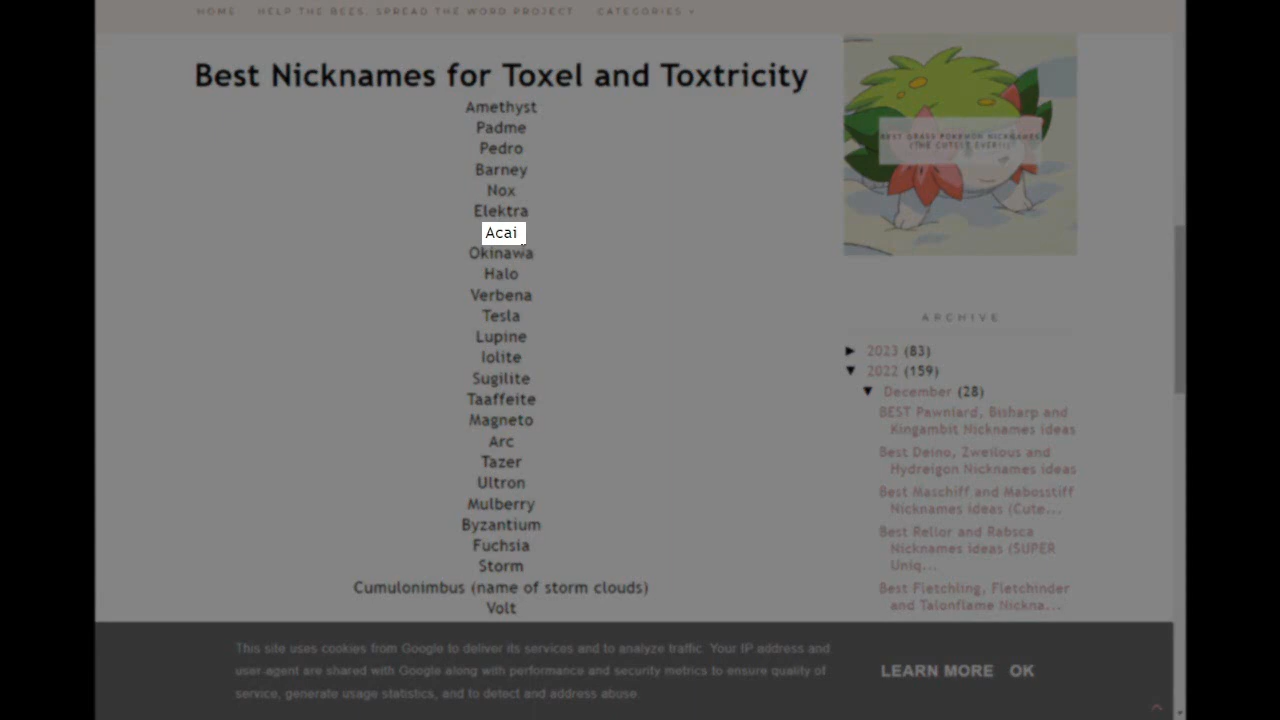 HOME HELP THE BEES, SPREAD THE WORD PROJECT CATEGORIES
Best Nicknames for Toxel and Toxtricity
Amethyst
Padme
Pedro
Barney
Nox
Elektra
Acai
Okinawa
Halo
Verbena
Tesla
Lupine
Iolite
Sugilite
Taaffeite
Magneto
Arc
Tazer
Ultron
Mulberry
Byzantium
Fuchsia
Storm
Cumulonimbus (name of storm clouds)
Volt
BEST GRASS POKEMON NICKNAMES
(THE CUTEST EVER!!!)
ARCHIVE
► 2023 (83)
▼ 2022 (159)
▼ December (28)
BEST Pawniard, Bisharp and
Kingambit Nicknames ideas
Best Deino, Zweilous and
Hydreigon Nicknames ideas
Best Maschiff and Mabosstiff
Nicknames ideas (Cute...
Best Rellor and Rabsca
Nicknames ideas (SUPER
Uniq...
Best Fletchling, Fletchinder
and Talonflame Nickna...
This site uses cookies from Google to deliver its services and to analyze traffic. Your IP address and
user-agent are shared with Google along with performance and security metrics to ensure quality of
service, generate usage statistics, and to detect and address abuse.
LEARN MORE OK